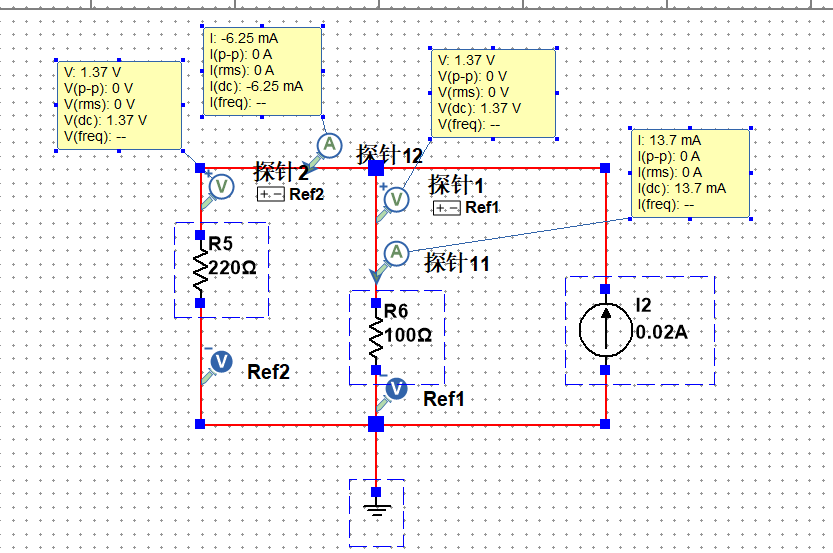 I: -6.25 mA
I(p-p): 0 A
I(rms): 0 A
I(dc): -6.25 mA
I(freq): --
V: 1.37 V
V(p-p): 0 V
V(rms): 0 V
V(dc): 1.37 V
V(freq): --
V: 1.37 V
V(p-p): 0 V
V(rms): 0 V
V(dc): 1.37 V
V(freq): --
I: 13.7 mA
I(p-p): 0 A
I(rms): 0 A
I(dc): 13.7 mA
I(freq): --
A
探针12
探针2
V
Ref2
探针1
V
Ref1
R5
220Ω
A
探针11
R6
100Ω
I2
0.02A
V
Ref2
V
Ref1